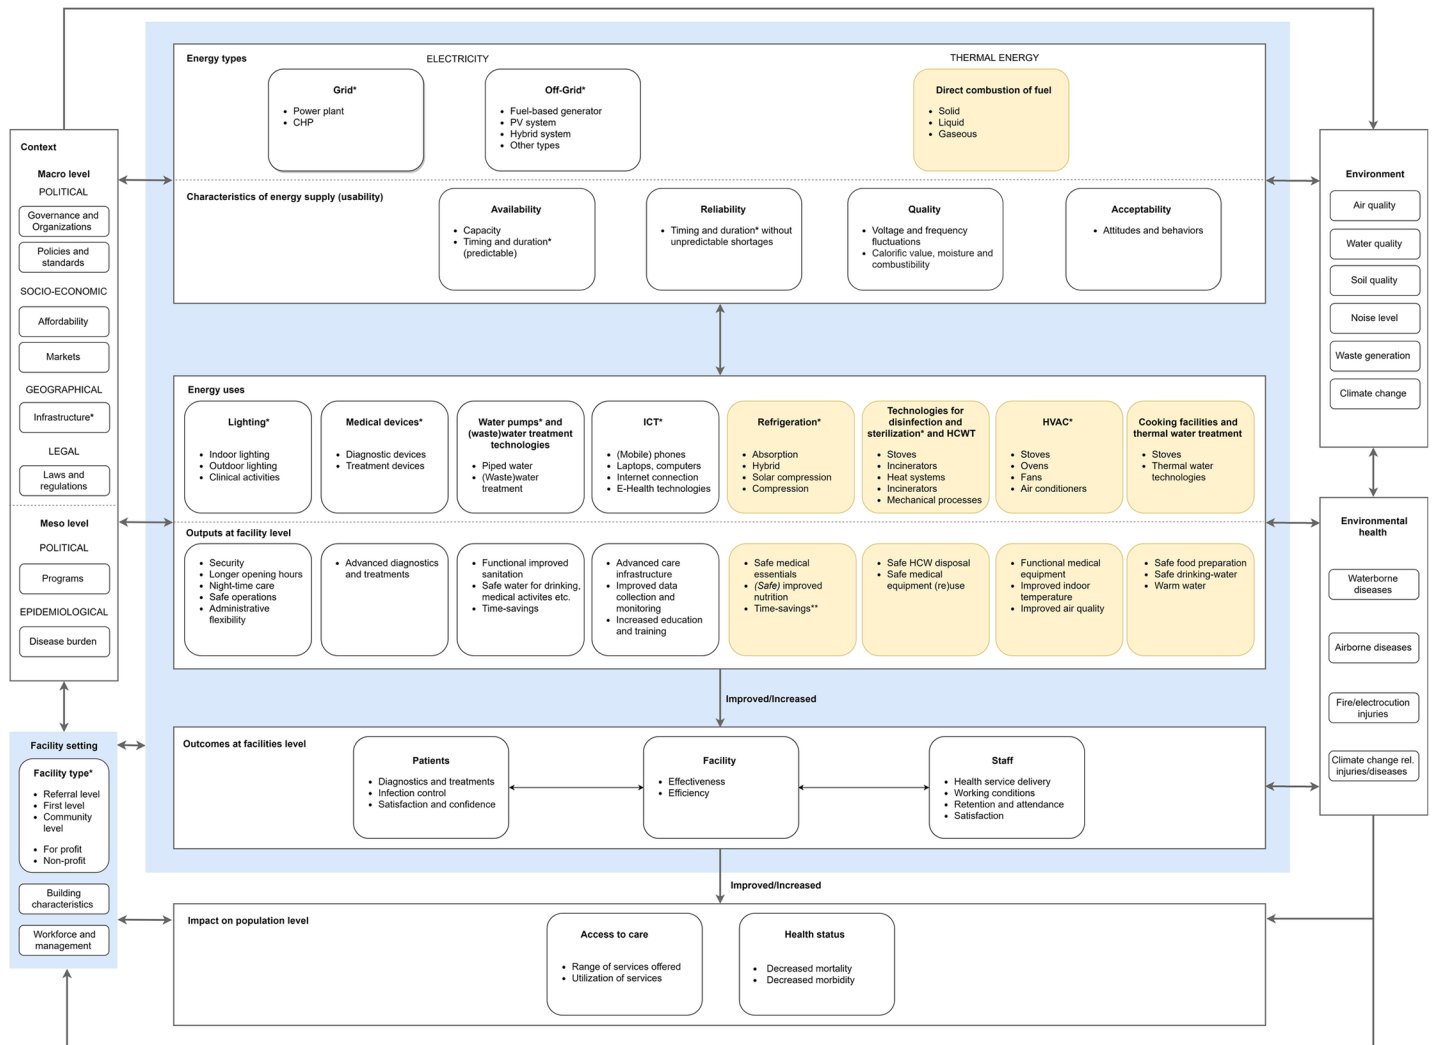 Energy types
ELECTRICITY
THERMAL ENERGY
Grid*
• Power plant
• CHP
Off-Grid*
• Fuel-based generator
• PV system
• Hybrid system
• Other types
Direct combustion of fuel
• Solid
• Liquid
• Gaseous
Characteristics of energy supply (usability)
Availability
• Capacity
• Timing and duration*
(predictable)
Reliability
• Timing and duration* without
unpredictable shortages
Quality
• Voltage and frequency
fluctuations
• Calorific value, moisture and
combustibility
Acceptability
• Attitudes and behaviors
Context
Macro level
POLITICAL
Governance and
Organizations
Policies and
standards
SOCIO-ECONOMIC
Affordability
Markets
GEOGRAPHICAL
Infrastructure*
LEGAL
Laws and
regulations
Meso level
POLITICAL
Programs
EPIDEMIOLOGICAL
Disease burden
Facility setting
Facility type*
• Referral level
• First level
• Community
level
• For profit
• Non-profit
Building
characteristics
Workforce and
management
Energy uses
Lighting*
• Indoor lighting
• Outdoor lighting
• Clinical activities
Medical devices*
• Diagnostic devices
• Treatment devices
Water pumps* and
(waste)water treatment
technologies
• Piped water
• (Waste)water
treatment
ICT*
• (Mobile) phones
• Laptops, computers
• Internet connection
• E-Health technologies
Refrigeration*
• Absorption
• Hybrid
• Solar compression
• Compression
Technologies for
disinfection and
sterilization* and HCWT
• Stoves
• Incinerators
• Heat systems
• Incinerators
• Mechanical processes
HVAC*
• Stoves
• Ovens
• Fans
• Air conditioners
Cooking facilities and
thermal water treatment
• Stoves
• Thermal water
technologies
Outputs at facility level
• Security
• Longer opening hours
• Night-time care
• Safe operations
• Administrative
flexibility
• Advanced diagnostics
and treatments
• Functional improved
sanitation
• Safe water for drinking,
medical activites etc.
• Time-savings
• Advanced care
infrastructure
• Improved data
collection and
monitoring
• Increased education
and training
• Safe medical
essentials
• (Safe) improved
nutrition
• Time-savings**
• Safe HCW disposal
• Safe medical
equipment (re)use
• Functional medical
equipment
• Improved indoor
temperature
• Improved air quality
• Safe food preparation
• Safe drinking-water
• Warm water
Improved/Increased
Outcomes at facilities level
Patients
• Diagnostics and treatments
• Infection control
• Satisfaction and confidence
Facility
• Effectiveness
• Efficiency
Staff
• Health service delivery
• Working conditions
• Retention and attendance
• Satisfaction
Improved/Increased
Impact on population level
Access to care
• Range of services offered
• Utilization of services
Health status
• Decreased mortality
• Decreased morbidity
Environment
Air quality
Water quality
Soil quality
Noise level
Waste generation
Climate change
Environmental
health
Waterborne
diseases
Airborne diseases
Fire/electrocution
injuries
Climate change rel.
injuries/diseases